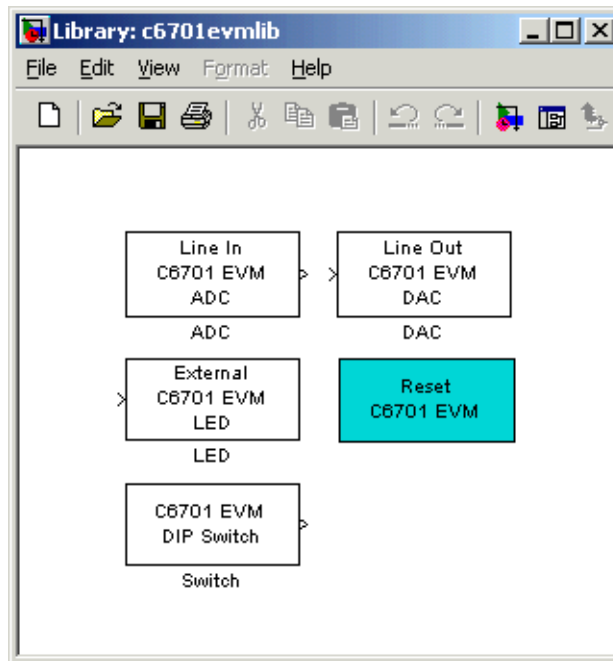 Library: c6701evmlib
File Edit View Format Help
Line In
C6701 EVM
ADC
ADC
Line Out
C6701 EVM
DAC
DAC
External
C6701 EVM
LED
LED
Reset
C6701 EVM
C6701 EVM
DIP Switch
Switch